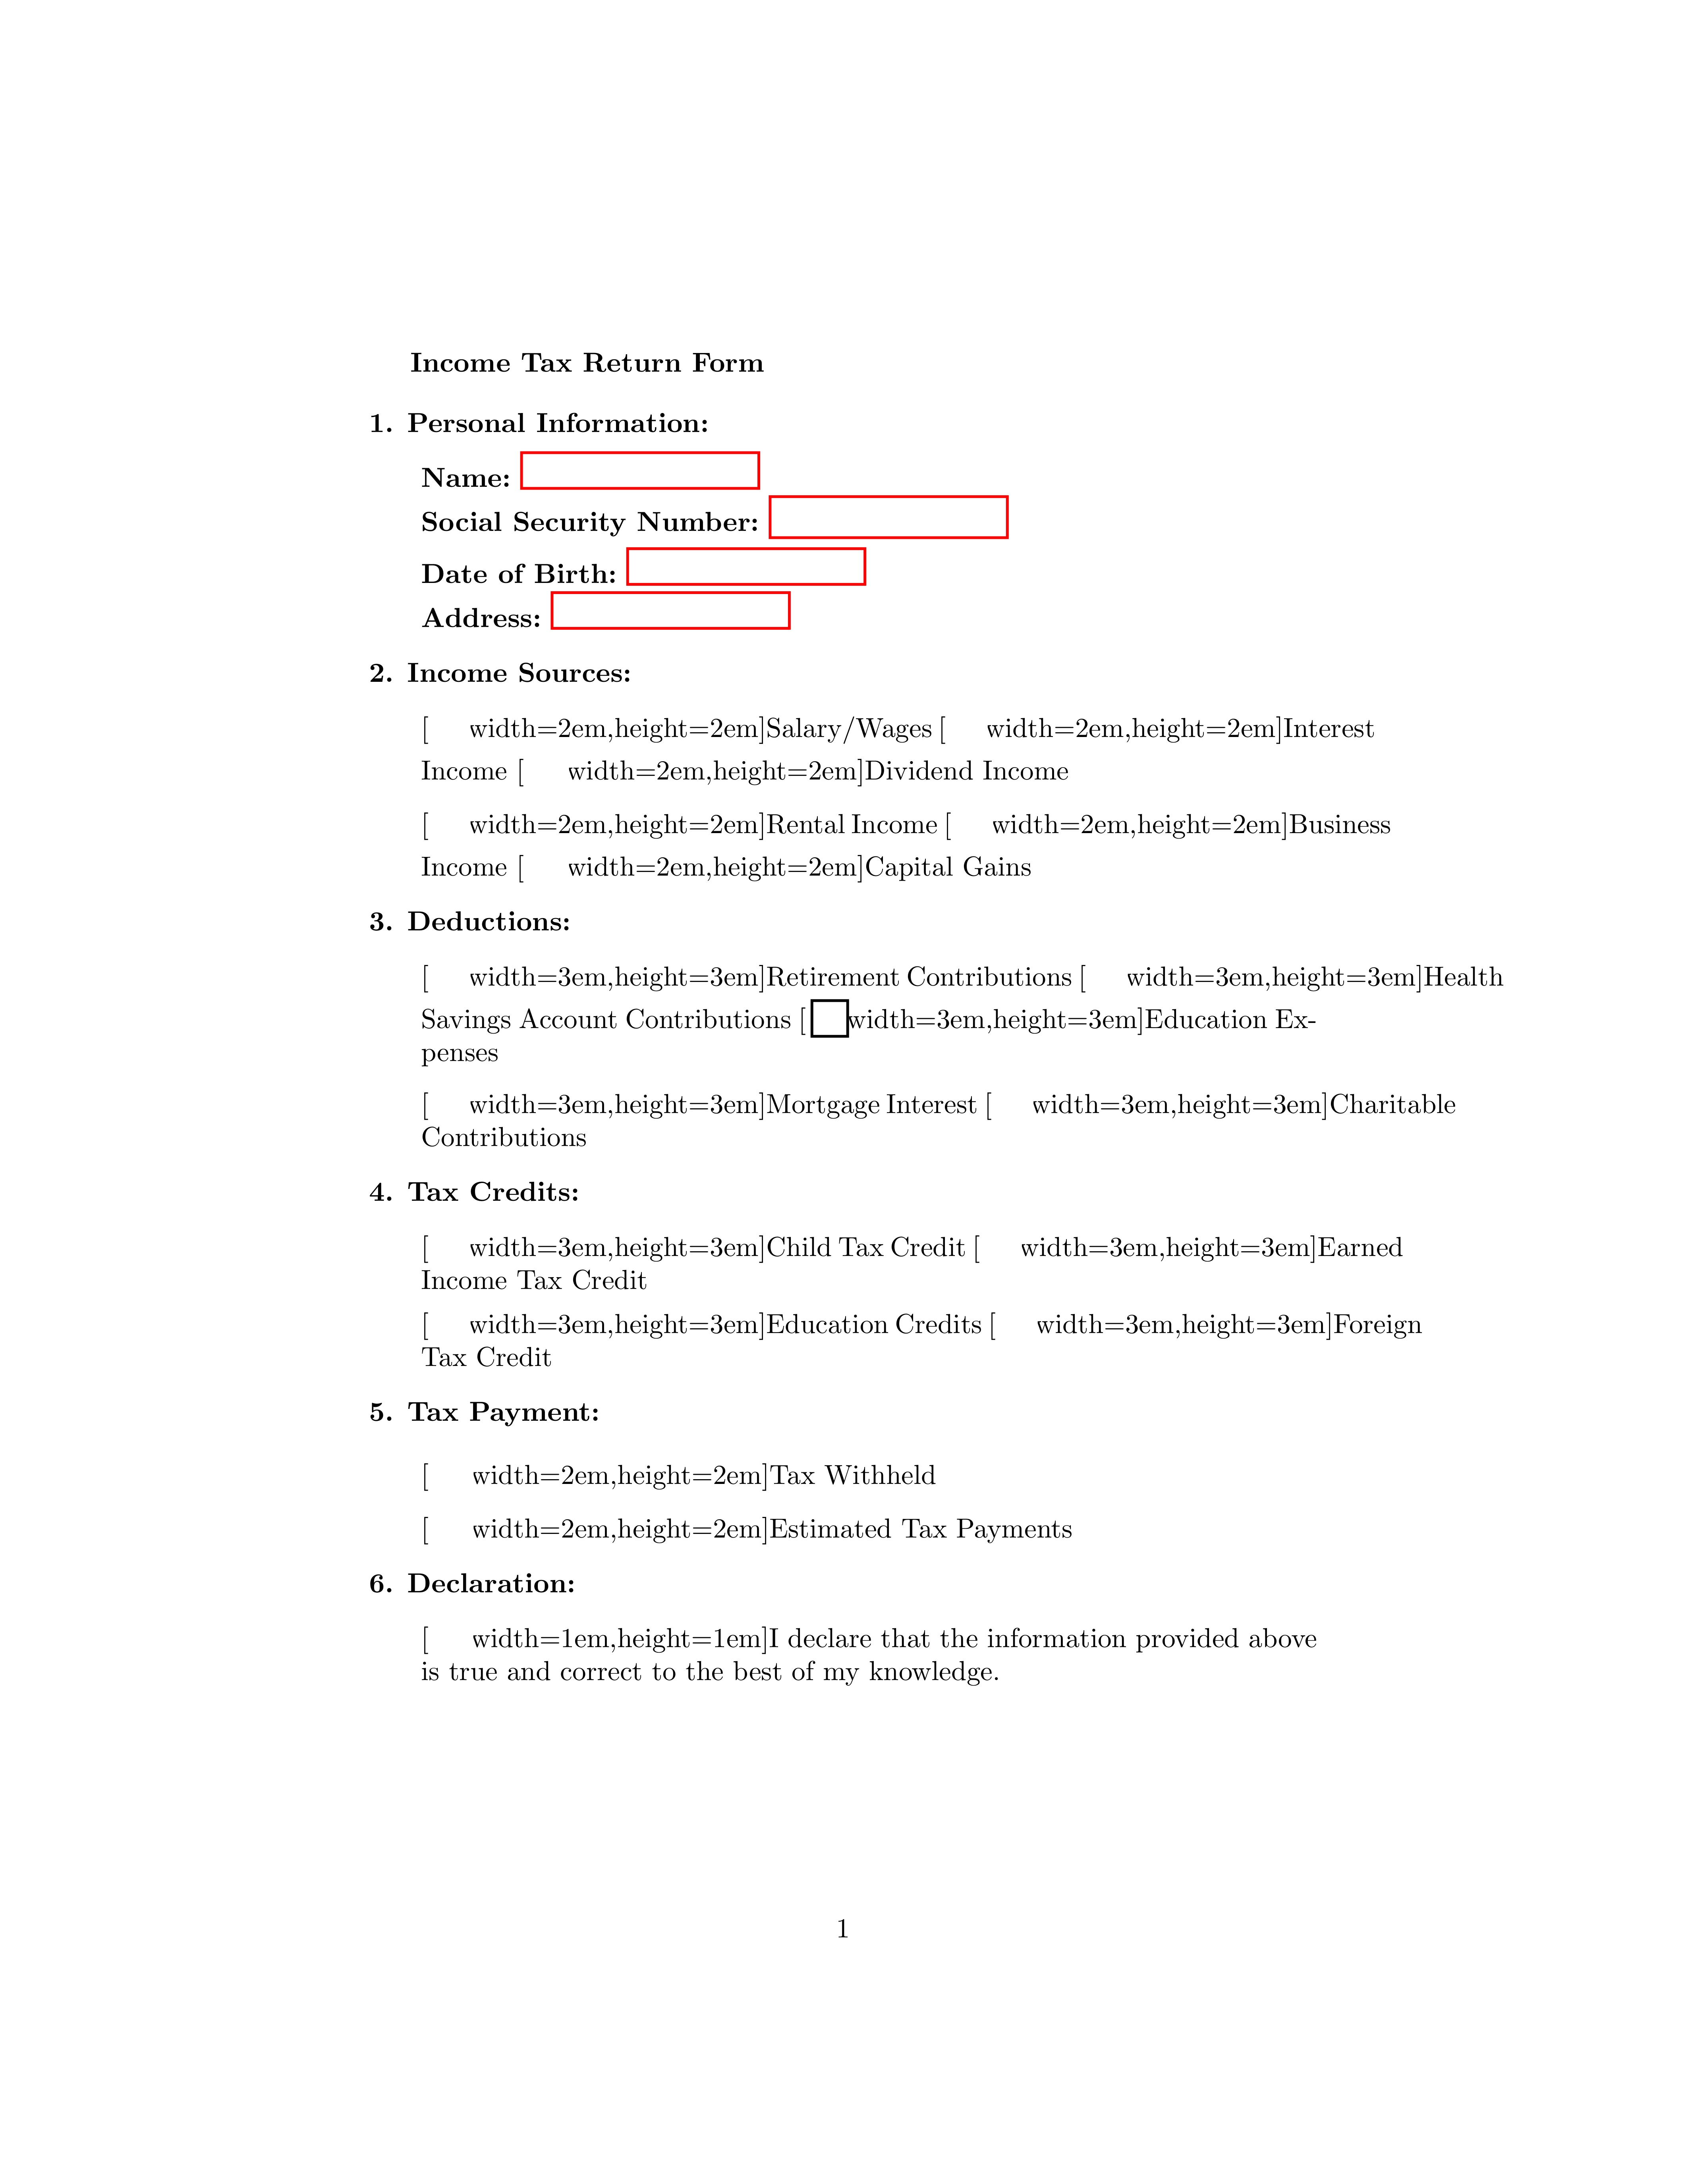 Income Tax Return Form
1. Personal Information:
Name:
Social Security Number:
Date of Birth:
Address:
2. Income Sources:
[ width=2em,height=2em]Salary/Wages [ width=2em,height=2em]Interest
Income [ width=2em,height=2em]Dividend Income
[ width=2em,height=2em]Rental Income [ width=2em,height=2em]Business
Income [ width=2em,height=2em]Capital Gains
3. Deductions:
[ width=3em,height=3em]Retirement Contributions [ width=3em,height=3em]Health
Savings Account Contributions [ width=3em,height=3em]Education Ex-
penses
[ width=3em,height=3em]Mortgage Interest [ width=3em,height=3em]Charitable
Contributions
4. Tax Credits:
[ width=3em,height=3em]Child Tax Credit [ width=3em,height=3em]Earned
Income Tax Credit
[ width=3em,height=3em]Education Credits [ width=3em,height=3em]Foreign
Tax Credit
5. Tax Payment:
[ width=2em,height=2em]Tax Withheld
[ width=2em,height=2em]Estimated Tax Payments
6. Declaration:
[ width=1em,height=1em]I declare that the information provided above
is true and correct to the best of my knowledge.
1